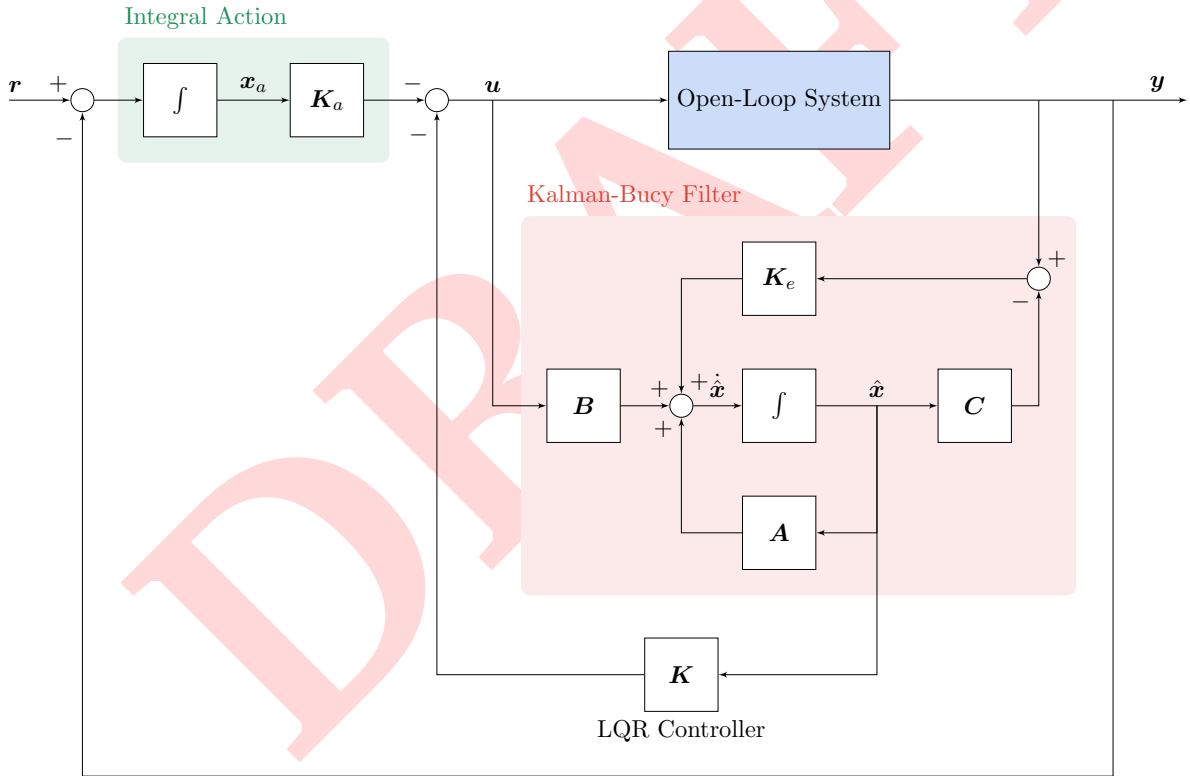 Integral Action
r
+
−
∫
x_a
K_a
−
−
u
Open-Loop System
y
Kalman-Bucy Filter
K_e
+
−
B
+
+
+
ẋ̂
∫
x̂
C
A
K
LQR Controller
DRAFT